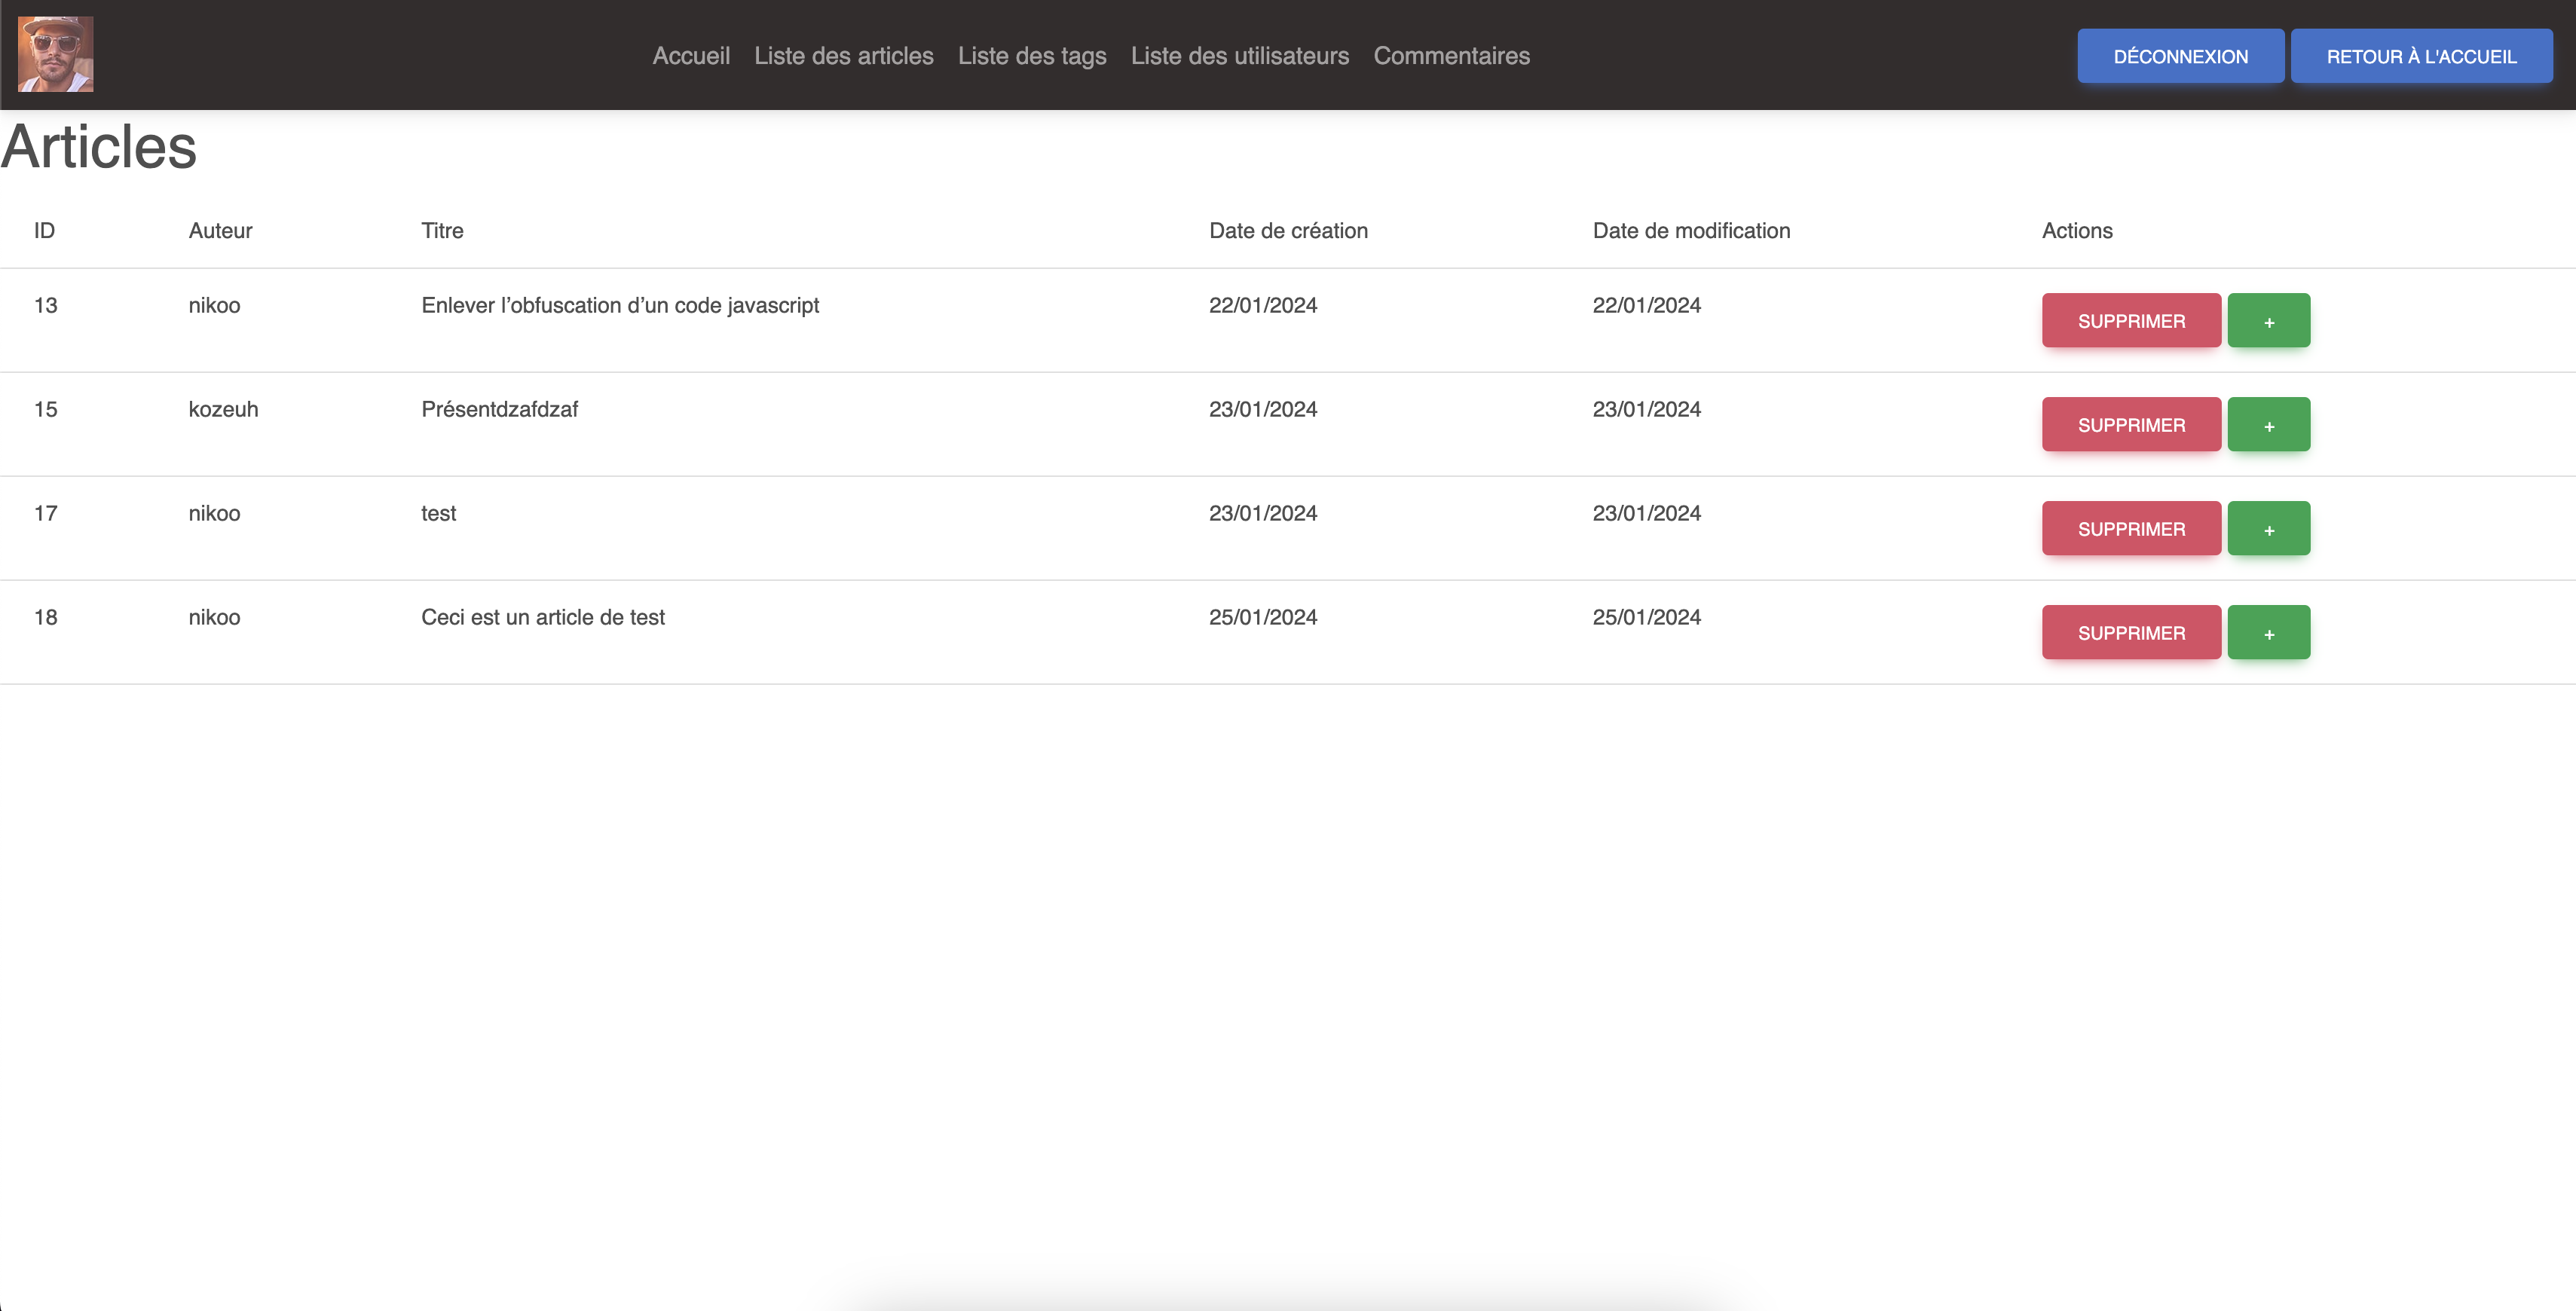 Accueil Liste des articles Liste des tags Liste des utilisateurs Commentaires DÉCONNEXION RETOUR À L'ACCUEIL
Articles
ID Auteur Titre Date de création Date de modification Actions
13 nikoo Enlever l’obfuscation d’un code javascript 22/01/2024 22/01/2024 SUPPRIMER +
15 kozeuh Présentdzafdzaf 23/01/2024 23/01/2024 SUPPRIMER +
17 nikoo test 23/01/2024 23/01/2024 SUPPRIMER +
18 nikoo Ceci est un article de test 25/01/2024 25/01/2024 SUPPRIMER +